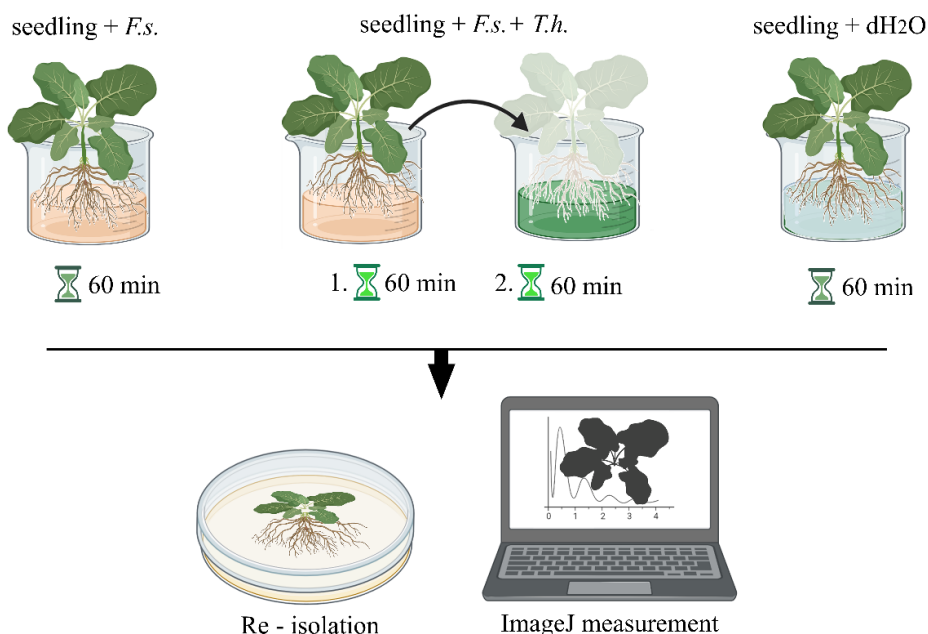 seedling + F.s.
seedling + F.s. + T.h.
seedling + dH2O
60 min
1. 60 min
2. 60 min
60 min
0 1 2 3 4
Re - isolation
ImageJ measurement